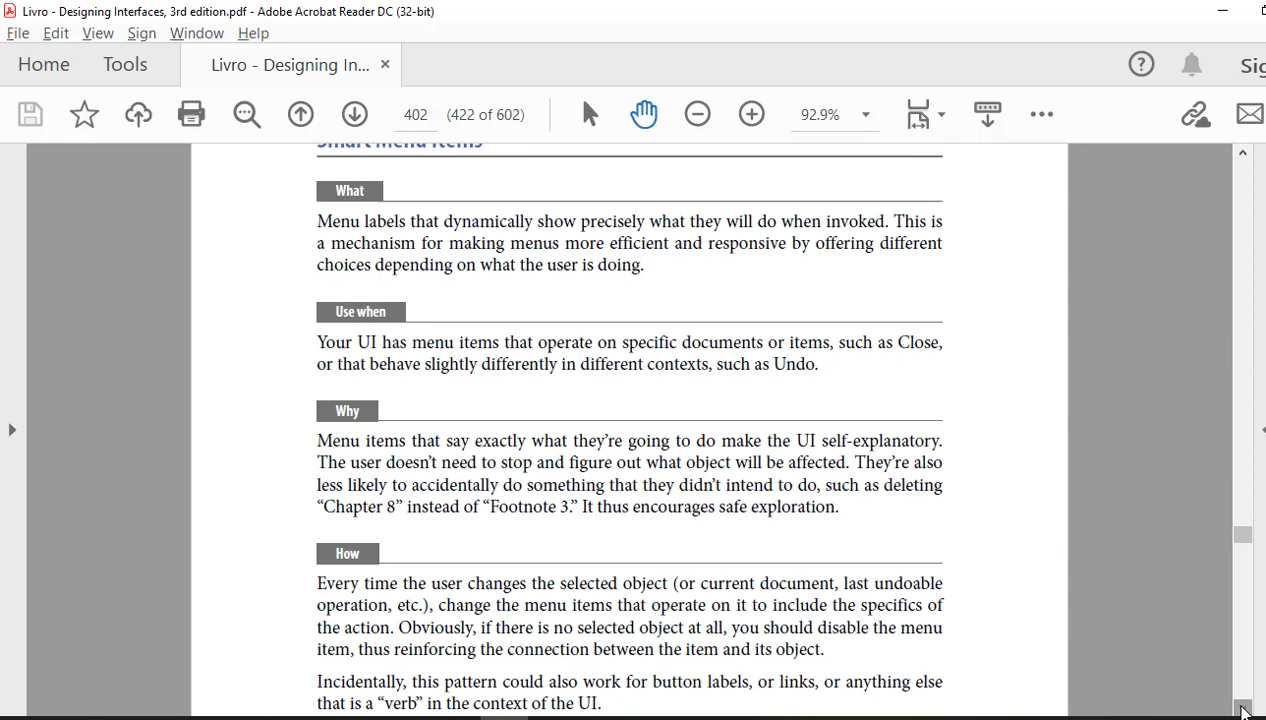 Livro - Designing Interfaces, 3rd edition.pdf - Adobe Acrobat Reader DC (32-bit)
File Edit View Sign Window Help
Home Tools Livro - Designing In... ×
402 (422 of 602) 92.9%
Smart Menu Items
What
Menu labels that dynamically show precisely what they will do when invoked. This is
a mechanism for making menus more efficient and responsive by offering different
choices depending on what the user is doing.
Use when
Your UI has menu items that operate on specific documents or items, such as Close,
or that behave slightly differently in different contexts, such as Undo.
Why
Menu items that say exactly what they’re going to do make the UI self-explanatory.
The user doesn’t need to stop and figure out what object will be affected. They’re also
less likely to accidentally do something that they didn’t intend to do, such as deleting
“Chapter 8” instead of “Footnote 3.” It thus encourages safe exploration.
How
Every time the user changes the selected object (or current document, last undoable
operation, etc.), change the menu items that operate on it to include the specifics of
the action. Obviously, if there is no selected object at all, you should disable the menu
item, thus reinforcing the connection between the item and its object.
Incidentally, this pattern could also work for button labels, or links, or anything else
that is a “verb” in the context of the UI.